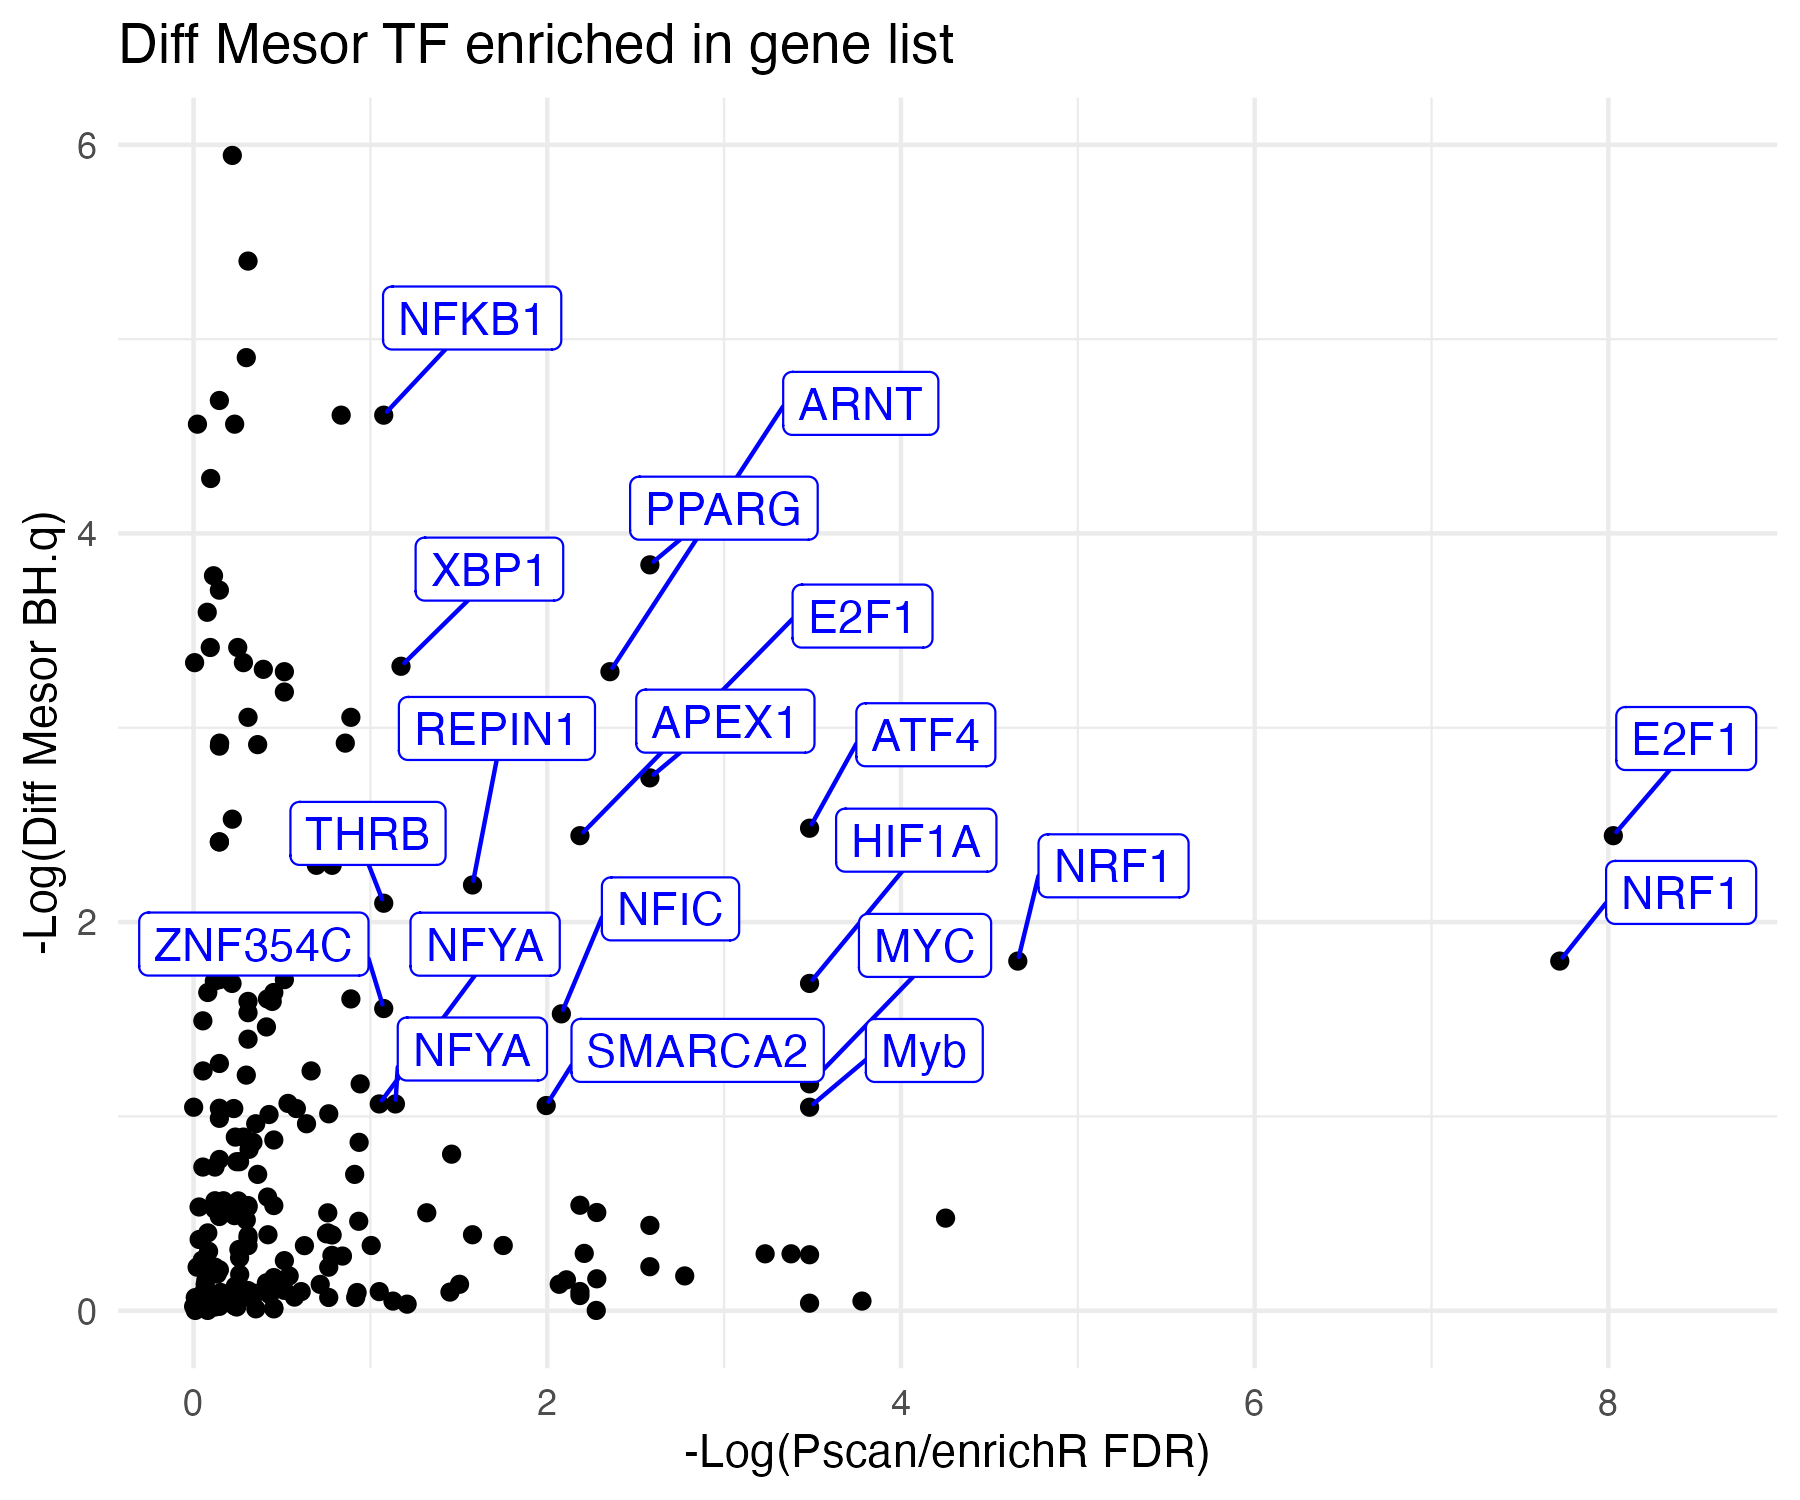 Diff Mesor TF enriched in gene list
-Log(Diff Mesor BH.q)
6
4
2
0
NFKB1
ARNT
PPARG
XBP1
E2F1
REPIN1
APEX1
ATF4
E2F1
THRB
HIF1A
NRF1
NRF1
NFIC
ZNF354C
NFYA
MYC
NFYA
SMARCA2
Myb
0
2
4
6
8
-Log(Pscan/enrichR FDR)